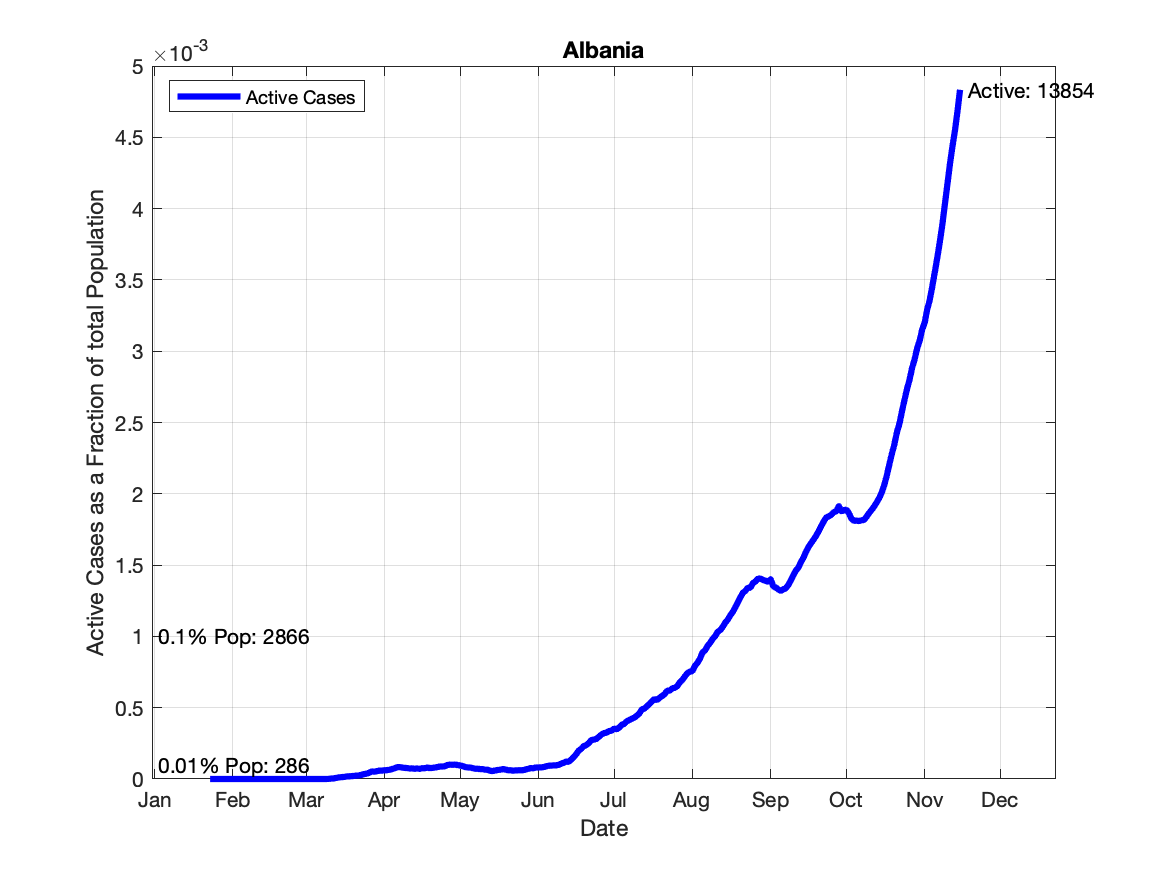 Albania
×10-3
5
4.5
4
3.5
3
2.5
2
1.5
1
0.5
0
Active Cases as a Fraction of total Population
Active Cases
Active: 13854
0.1% Pop: 2866
0.01% Pop: 286
Jan Feb Mar Apr May Jun Jul Aug Sep Oct Nov Dec
Date